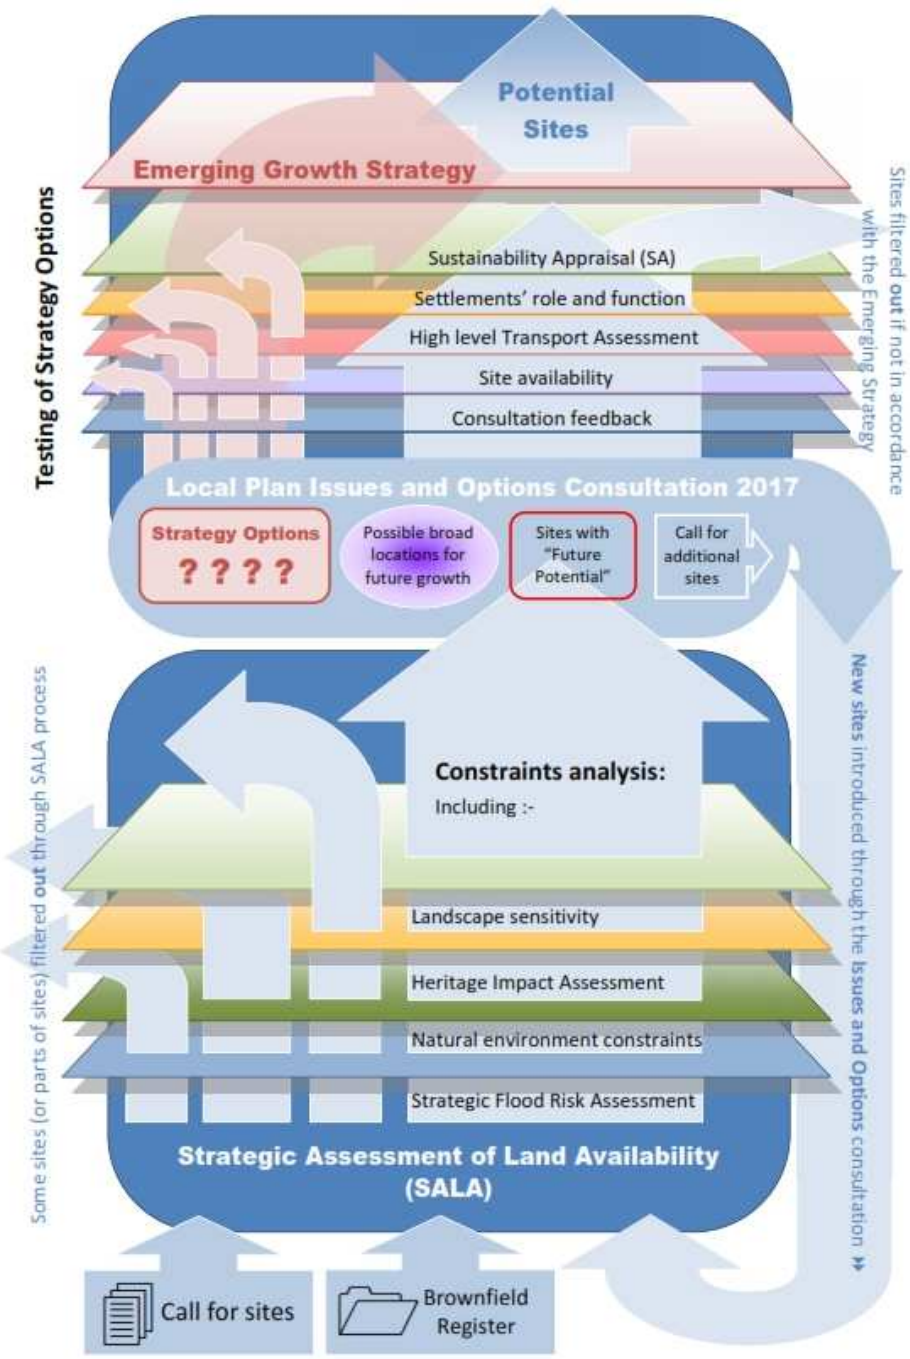 Potential
Sites
Emerging Growth Strategy
Testing of Strategy Options
Sustainability Appraisal (SA)
Settlements' role and function
High level Transport Assessment
Site availability
Consultation feedback
Sites filtered out if not in accordance
with the Emerging Strategy
Local Plan Issues and Options Consultation 2017
Strategy Options
? ? ? ?
Possible broad
locations for
future growth
Sites with
"Future
Potential"
Call for
additional
sites
Constraints analysis:
Including :-
Landscape sensitivity
Heritage Impact Assessment
Natural environment constraints
Strategic Flood Risk Assessment
Some sites (or parts of sites) filtered out through SALA process
New sites introduced through the Issues and Options consultation
Strategic Assessment of Land Availability
(SALA)
Call for sites
Brownfield
Register